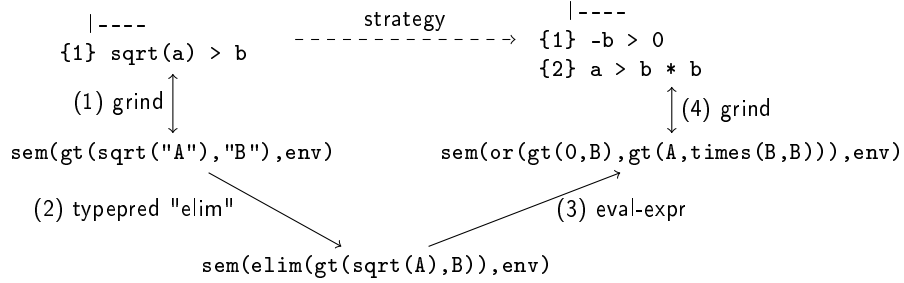 |----
{1} sqrt(a) > b
strategy
|----
{1} -b > 0
{2} a > b * b
(1) grind
(4) grind
sem(gt(sqrt("A"),"B"),env)
sem(or(gt(0,B),gt(A,times(B,B))),env)
(2) typepred "elim"
(3) eval-expr
sem(elim(gt(sqrt(A),B)),env)